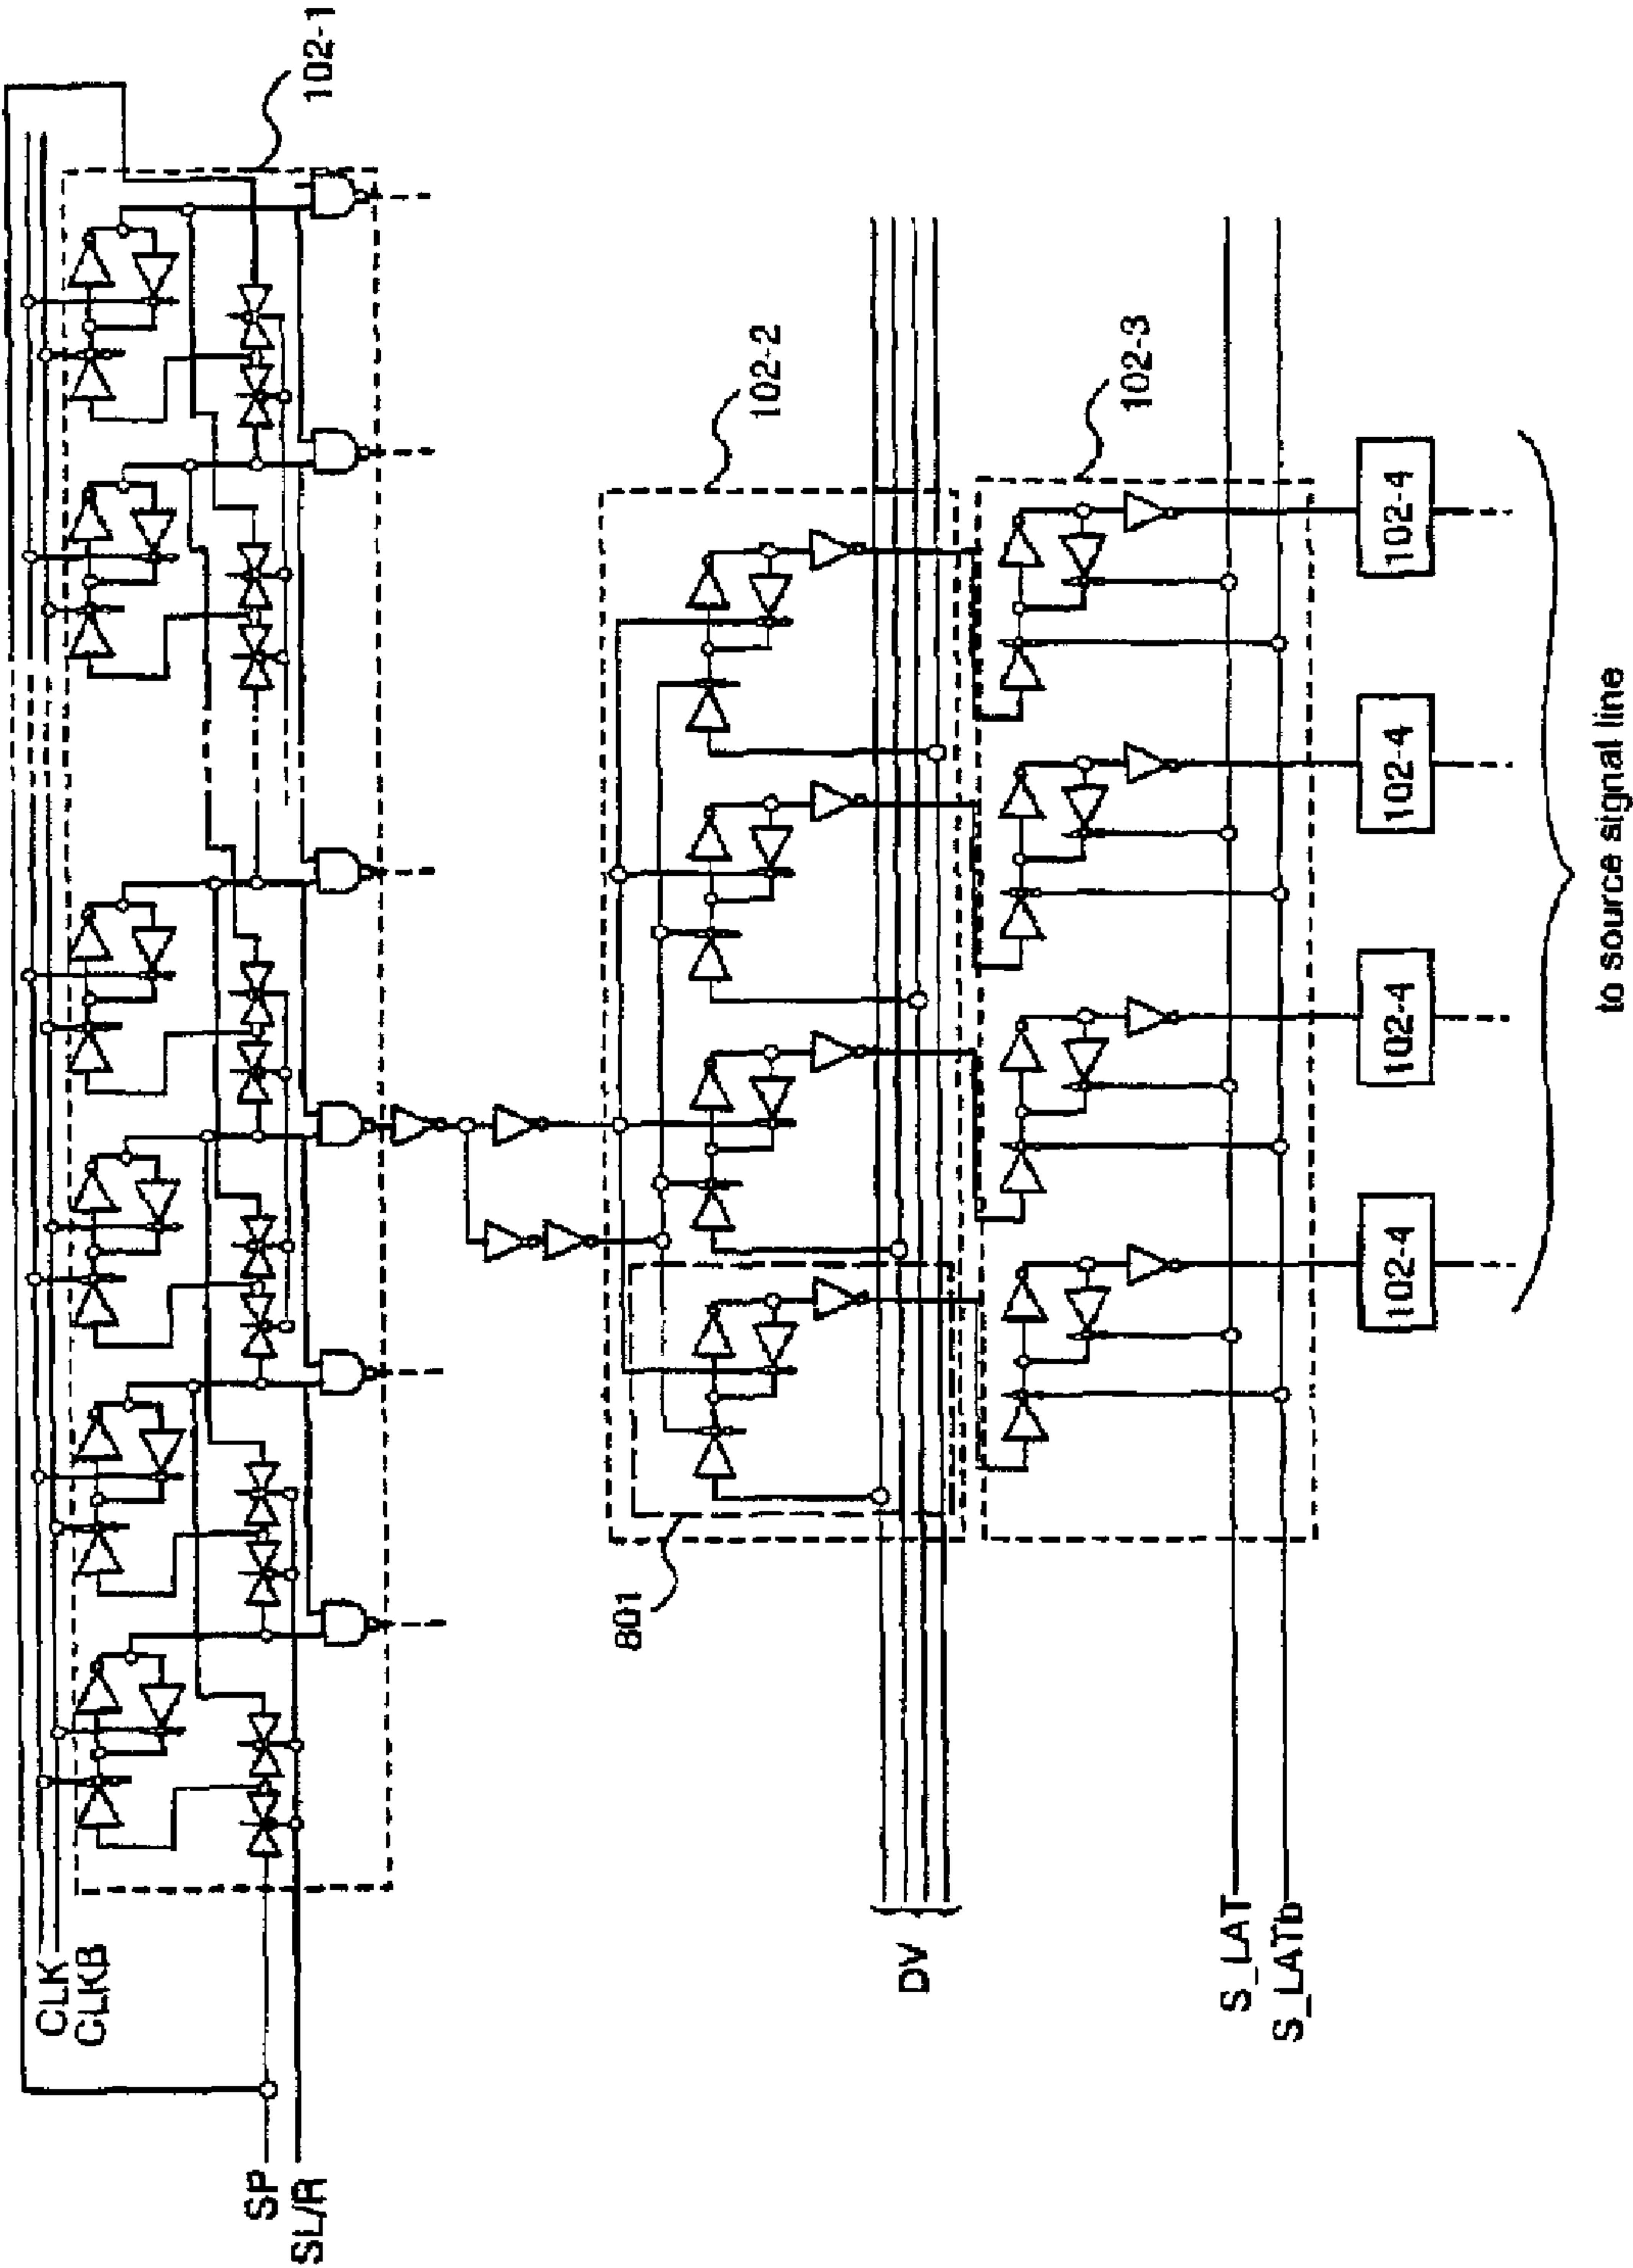 102-1
CLK
CLKB
SP
SL/R
102-2
801
DV
102-3
S_LAT
S_LATb
102-4
102-4
102-4
102-4
to source signal line